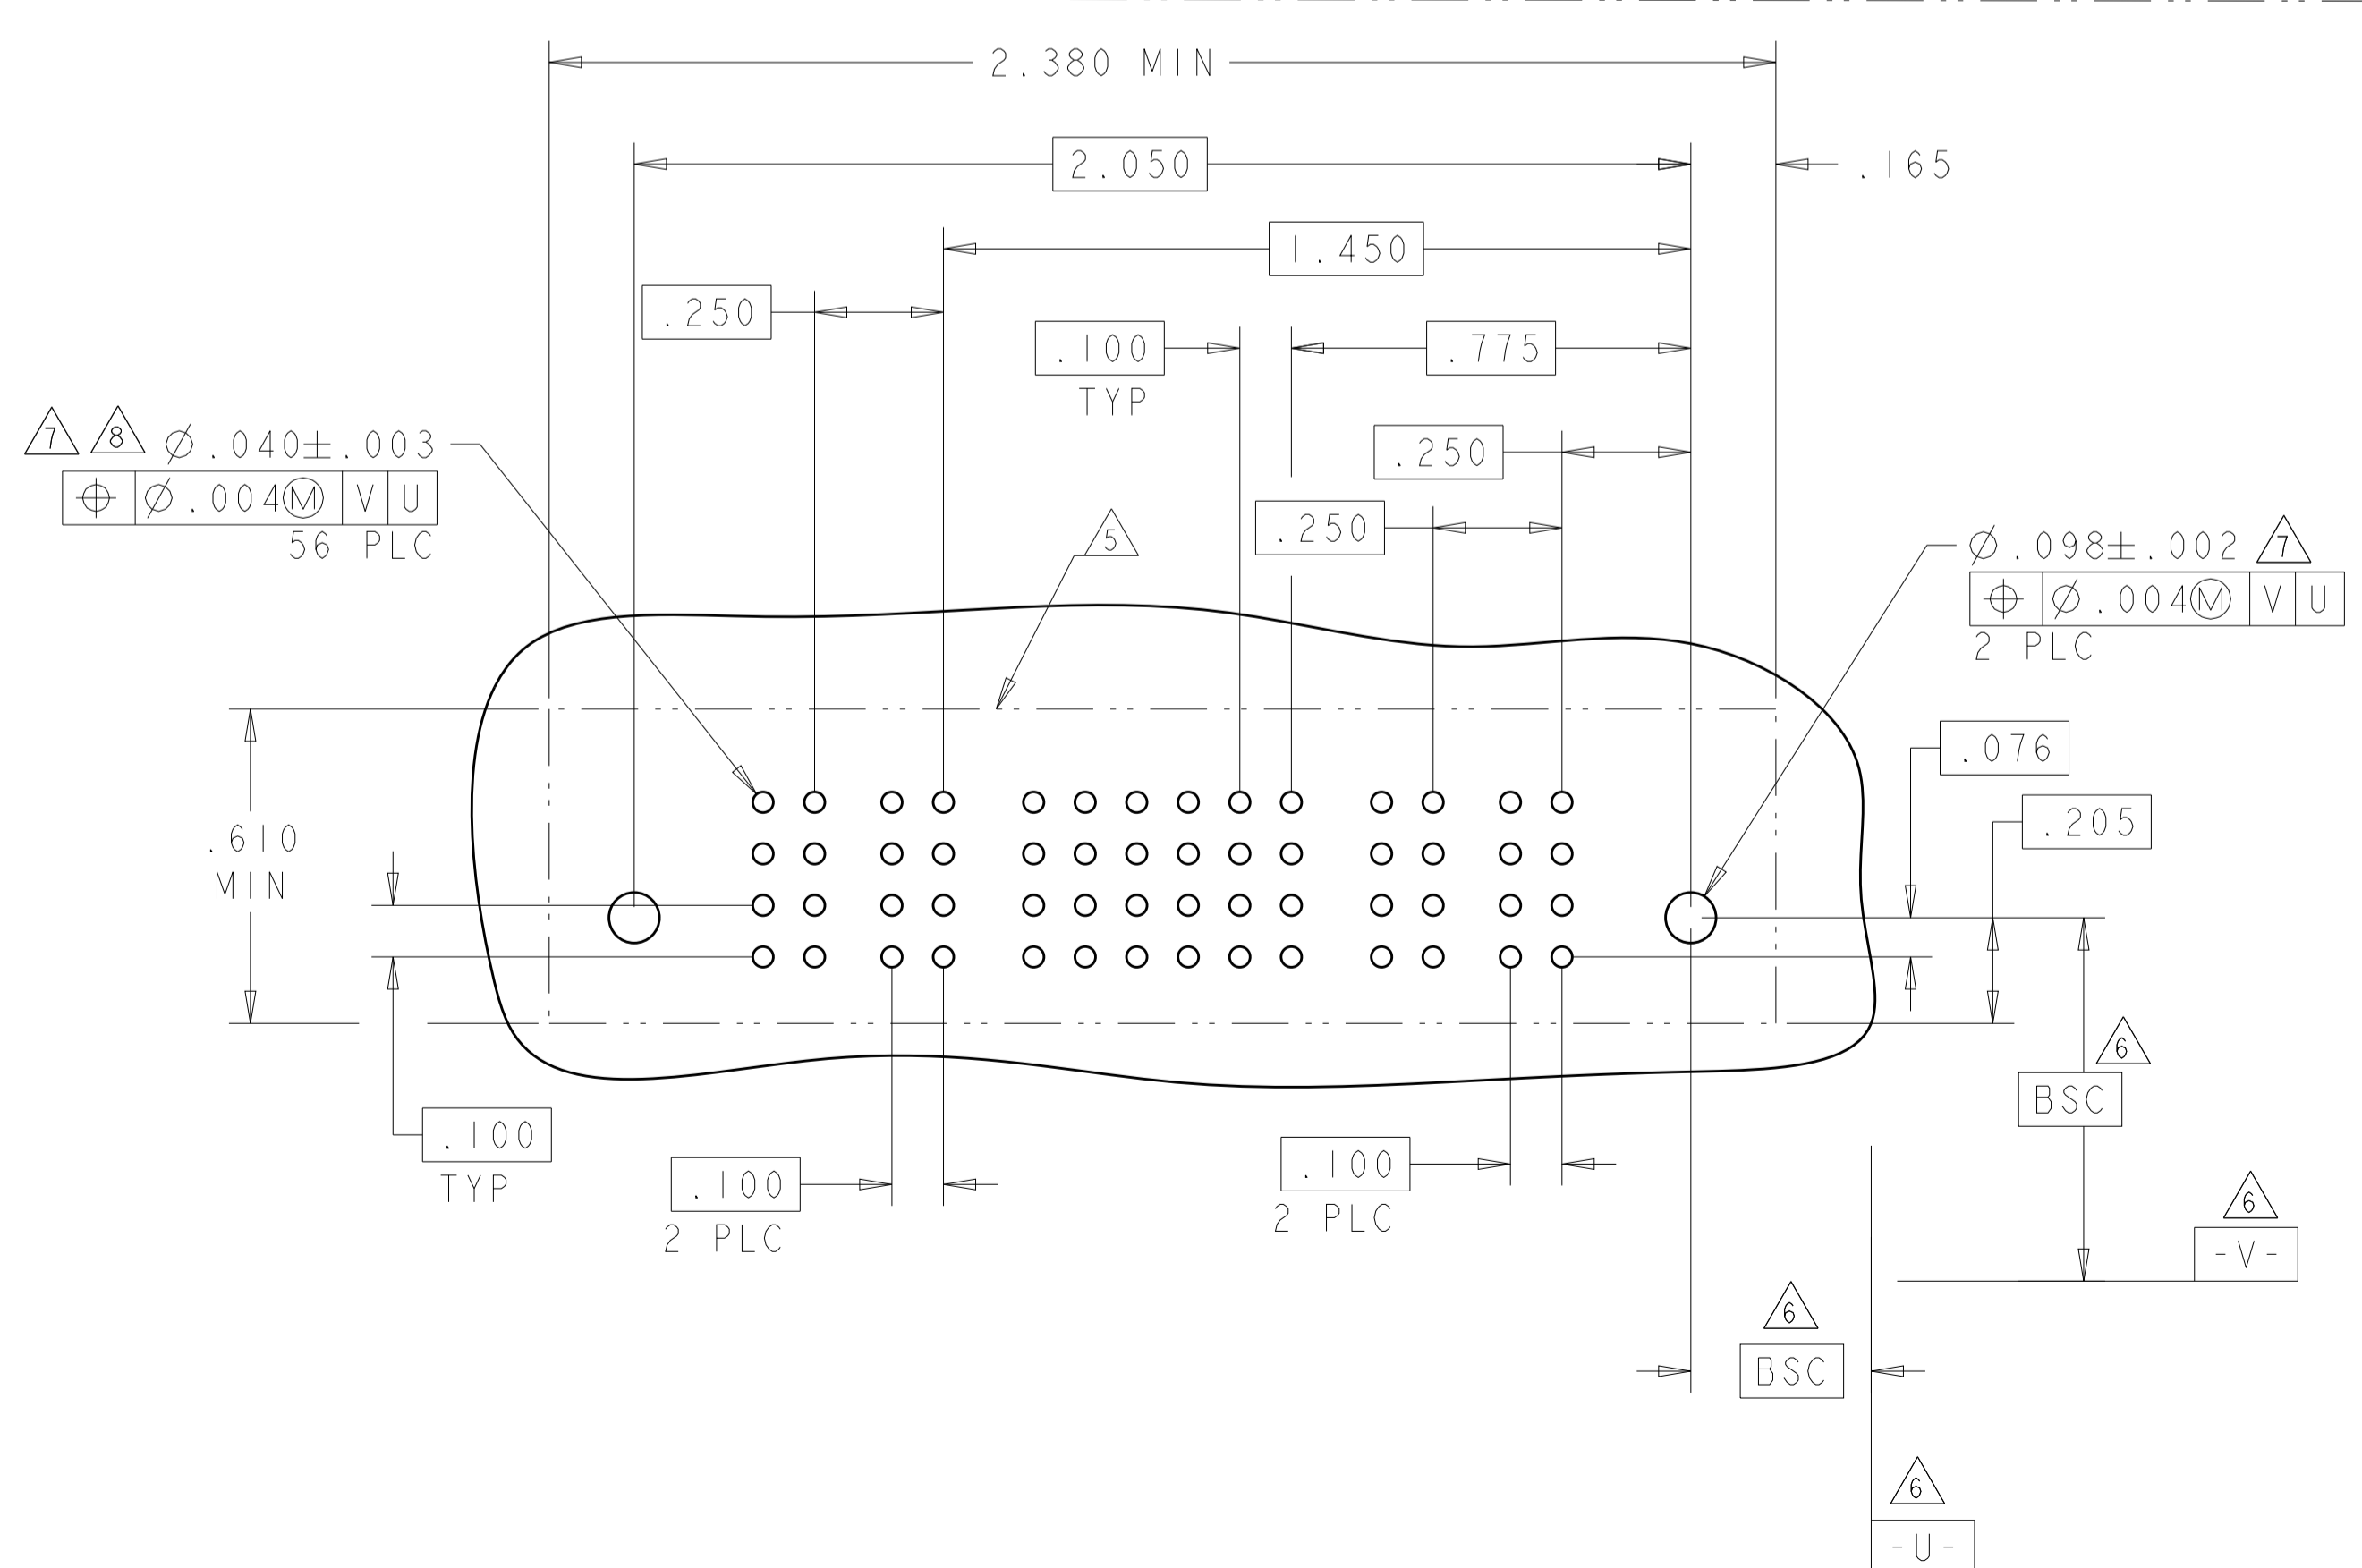 2.380 MIN
2.050
.165
1.450
.250
.100
TYP
.775
7 8 ⌀.040±.003
⌖ ⌀.004Ⓜ V U
56 PLC
.250
.250
5
⌀.098±.002 7
⌖ ⌀.004Ⓜ V U
2 PLC
.076
.205
.610
MIN
6
BSC
.100
TYP
.100
2 PLC
.100
2 PLC
6
-V-
6
BSC
6
-U-